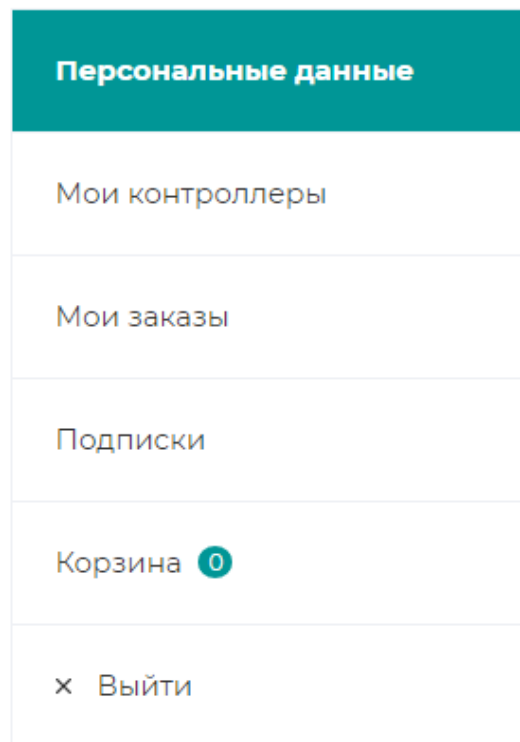 Персональные данные
Мои контроллеры
Мои заказы
Подписки
Корзина 0
× Выйти